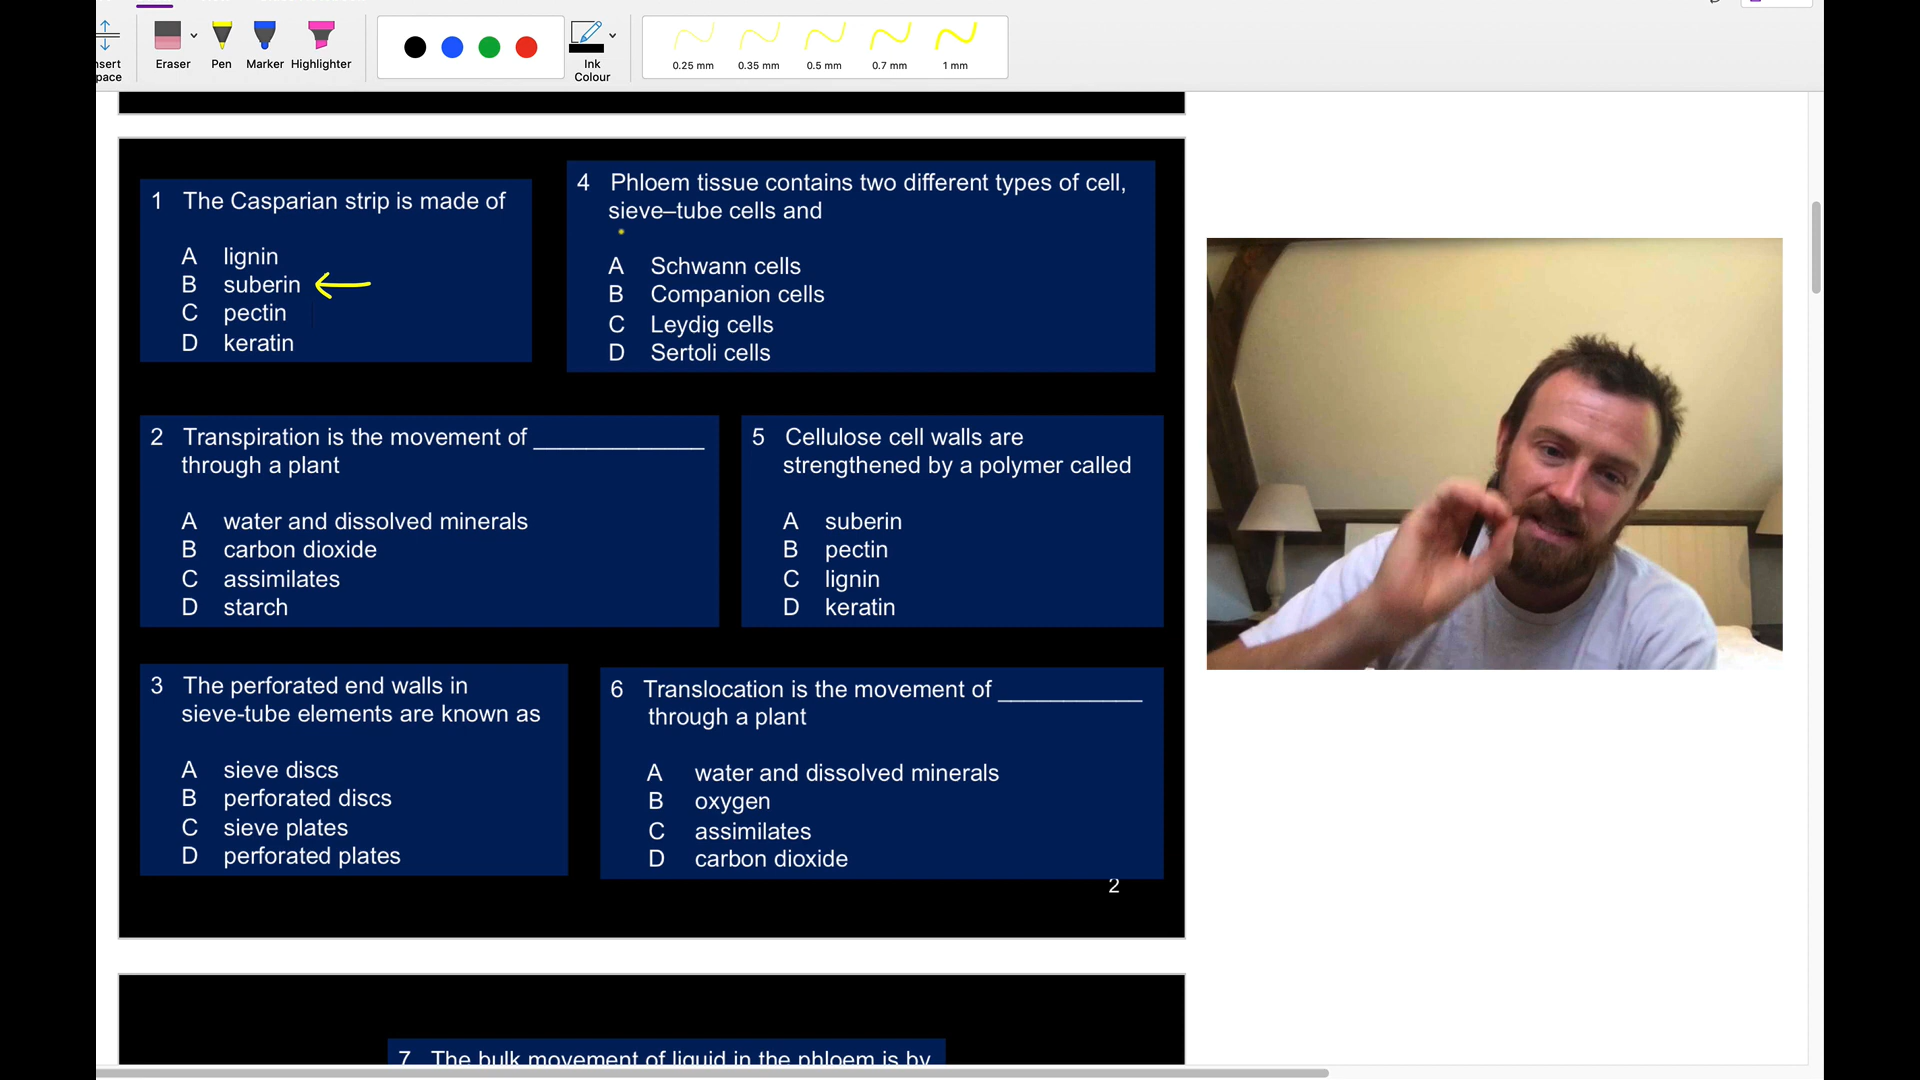 nsert
pace
Eraser
Pen
Marker
Highlighter
Ink
Colour
0.25 mm
0.35 mm
0.5 mm
0.7 mm
1 mm
1 The Casparian strip is made of
A lignin
B suberin
C pectin
D keratin
4 Phloem tissue contains two different types of cell,
sieve–tube cells and
A Schwann cells
B Companion cells
C Leydig cells
D Sertoli cells
2 Transpiration is the movement of _____________
through a plant
A water and dissolved minerals
B carbon dioxide
C assimilates
D starch
5 Cellulose cell walls are
strengthened by a polymer called
A suberin
B pectin
C lignin
D keratin
3 The perforated end walls in
sieve-tube elements are known as
A sieve discs
B perforated discs
C sieve plates
D perforated plates
6 Translocation is the movement of ___________
through a plant
A water and dissolved minerals
B oxygen
C assimilates
D carbon dioxide
2
7 The bulk movement of liquid in the phloem is by